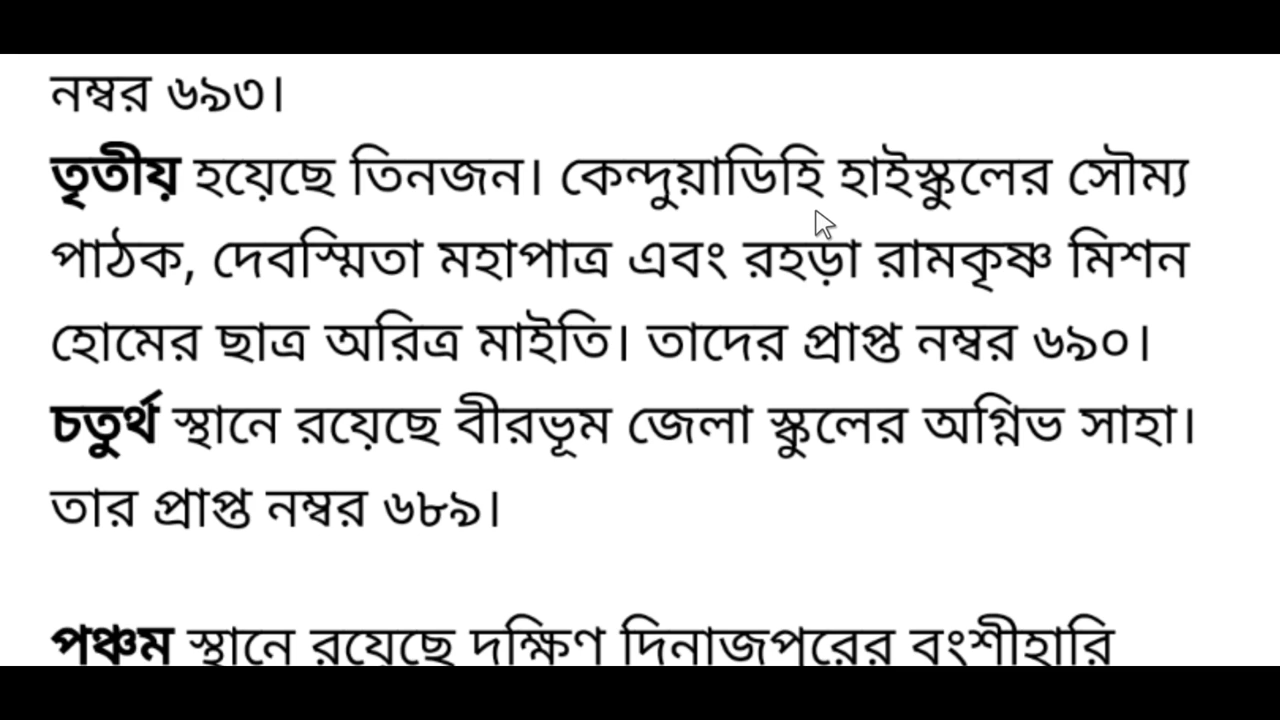 নম্বর ৬৯৩।
তৃতীয় হয়েছে তিনজন। কেন্দুয়াডিহি হাইস্কুলের সৌম্য
পাঠক, দেবস্মিতা মহাপাত্র এবং রহড়া রামকৃষ্ণ মিশন
হোমের ছাত্র অরিত্র মাইতি। তাদের প্রাপ্ত নম্বর ৬৯০।
চতুর্থ স্থানে রয়েছে বীরভূম জেলা স্কুলের অগ্নিভ সাহা।
তার প্রাপ্ত নম্বর ৬৮৯।
পঞ্চম স্থানে রয়েছে দক্ষিণ দিনাজপুরের বংশীহারি